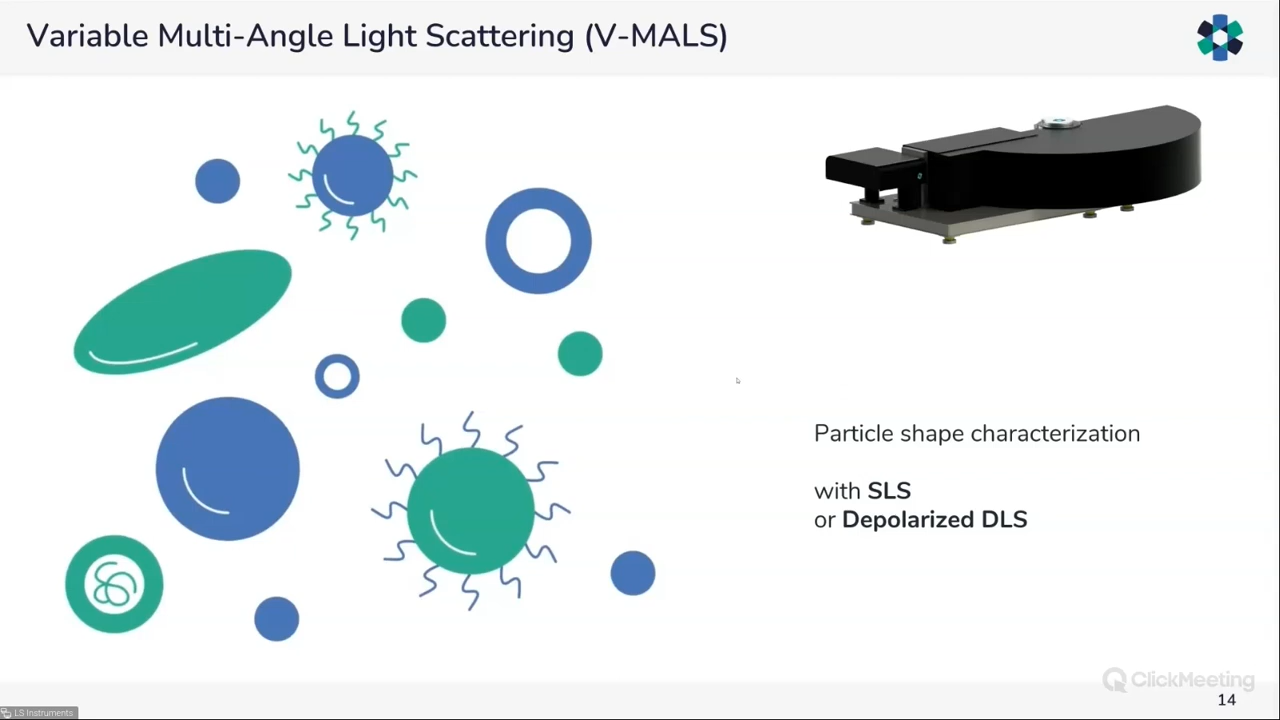 Variable Multi-Angle Light Scattering (V-MALS)
Particle shape characterization
with SLS
or Depolarized DLS
ClickMeeting
14
LS Instruments